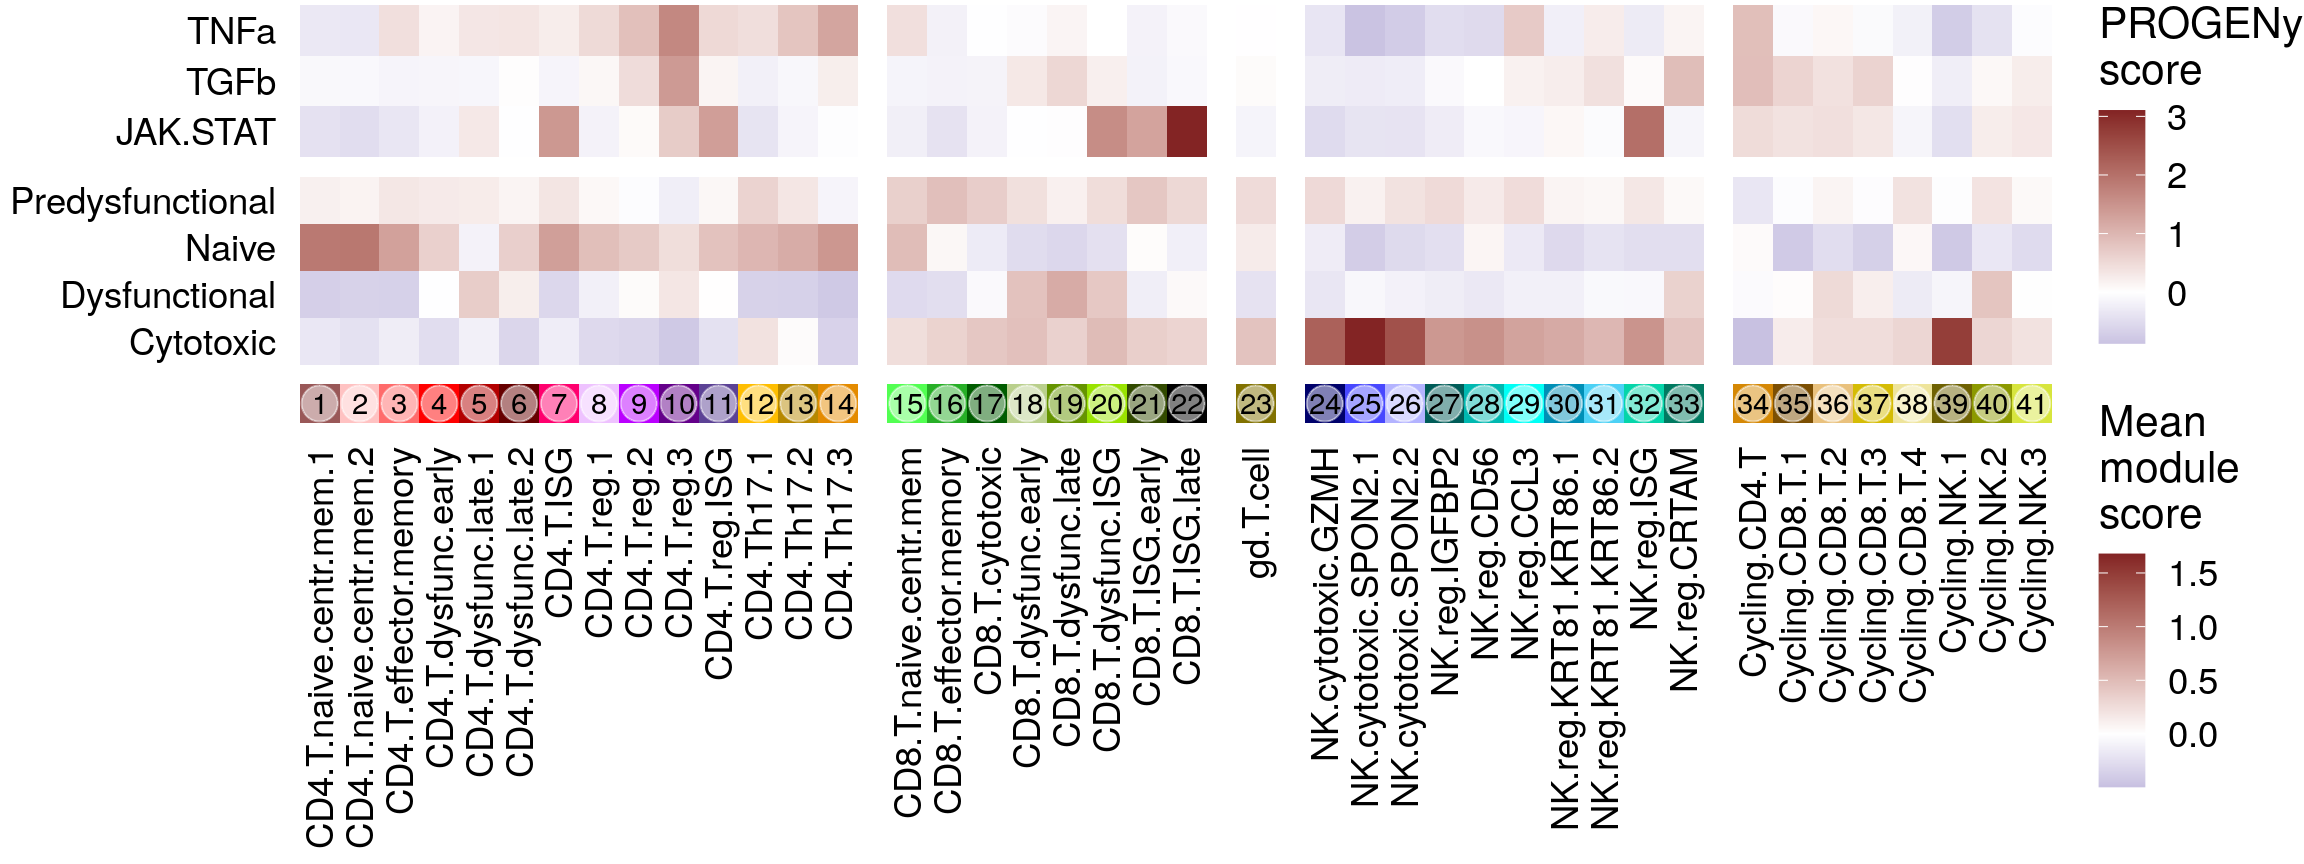 TNFa
TGFb
JAK.STAT
Predysfunctional
Naive
Dysfunctional
Cytotoxic
1 2 3 4 5 6 7 8 9 10 11 12 13 14 15 16 17 18 19 20 21 22 23 24 25 26 27 28 29 30 31 32 33 34 35 36 37 38 39 40 41
CD4.T.naive.centr.mem.1
CD4.T.naive.centr.mem.2
CD4.T.effector.memory
CD4.T.dysfunc.early
CD4.T.dysfunc.late.1
CD4.T.dysfunc.late.2
CD4.T.ISG
CD4.T.reg.1
CD4.T.reg.2
CD4.T.reg.3
CD4.T.reg.ISG
CD4.Th17.1
CD4.Th17.2
CD4.Th17.3
CD8.T.naive.centr.mem
CD8.T.effector.memory
CD8.T.cytotoxic
CD8.T.dysfunc.early
CD8.T.dysfunc.late
CD8.T.dysfunc.ISG
CD8.T.ISG.early
CD8.T.ISG.late
gd.T.cell
NK.cytotoxic.GZMH
NK.cytotoxic.SPON2.1
NK.cytotoxic.SPON2.2
NK.reg.IGFBP2
NK.reg.CD56
NK.reg.CCL3
NK.reg.KRT81.KRT86.1
NK.reg.KRT81.KRT86.2
NK.reg.ISG
NK.reg.CRTAM
Cycling.CD4.T
Cycling.CD8.T.1
Cycling.CD8.T.2
Cycling.CD8.T.3
Cycling.CD8.T.4
Cycling.NK.1
Cycling.NK.2
Cycling.NK.3
PROGENy
score
3
2
1
0
Mean
module
score
1.5
1.0
0.5
0.0